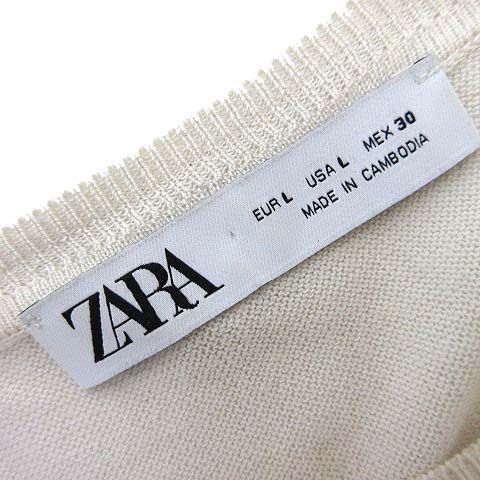 ZARA
EUR L USA L MEX 30
MADE IN CAMBODIA